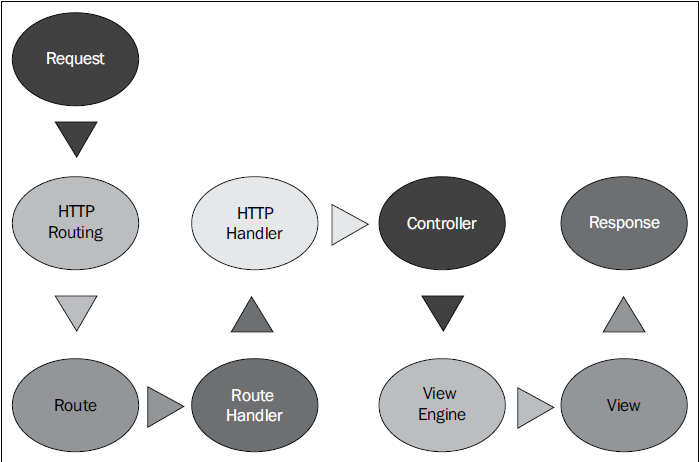 Request
HTTP
Routing
HTTP
Handler
Controller
Response
Route
Route
Handler
View
Engine
View